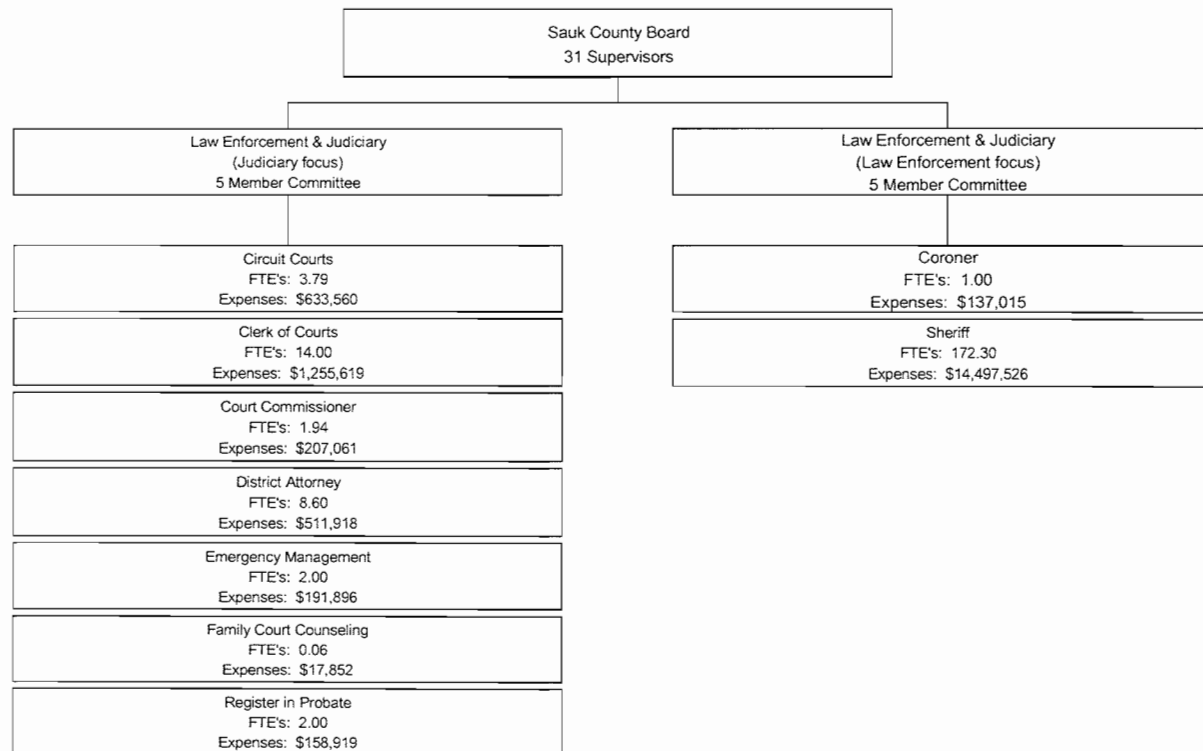 Sauk County Board
31 Supervisors
Law Enforcement & Judiciary
(Judiciary focus)
5 Member Committee
Circuit Courts
FTE's: 3.79
Expenses: $633,560
Clerk of Courts
FTE's: 14.00
Expenses: $1,255,619
Court Commissioner
FTE's: 1.94
Expenses: $207,061
District Attorney
FTE's: 8.60
Expenses: $511,918
Emergency Management
FTE's: 2.00
Expenses: $191,896
Family Court Counseling
FTE's: 0.06
Expenses: $17,852
Register in Probate
FTE's: 2.00
Expenses: $158,919
Law Enforcement & Judiciary
(Law Enforcement focus)
5 Member Committee
Coroner
FTE's: 1.00
Expenses: $137,015
Sheriff
FTE's: 172.30
Expenses: $14,497,526